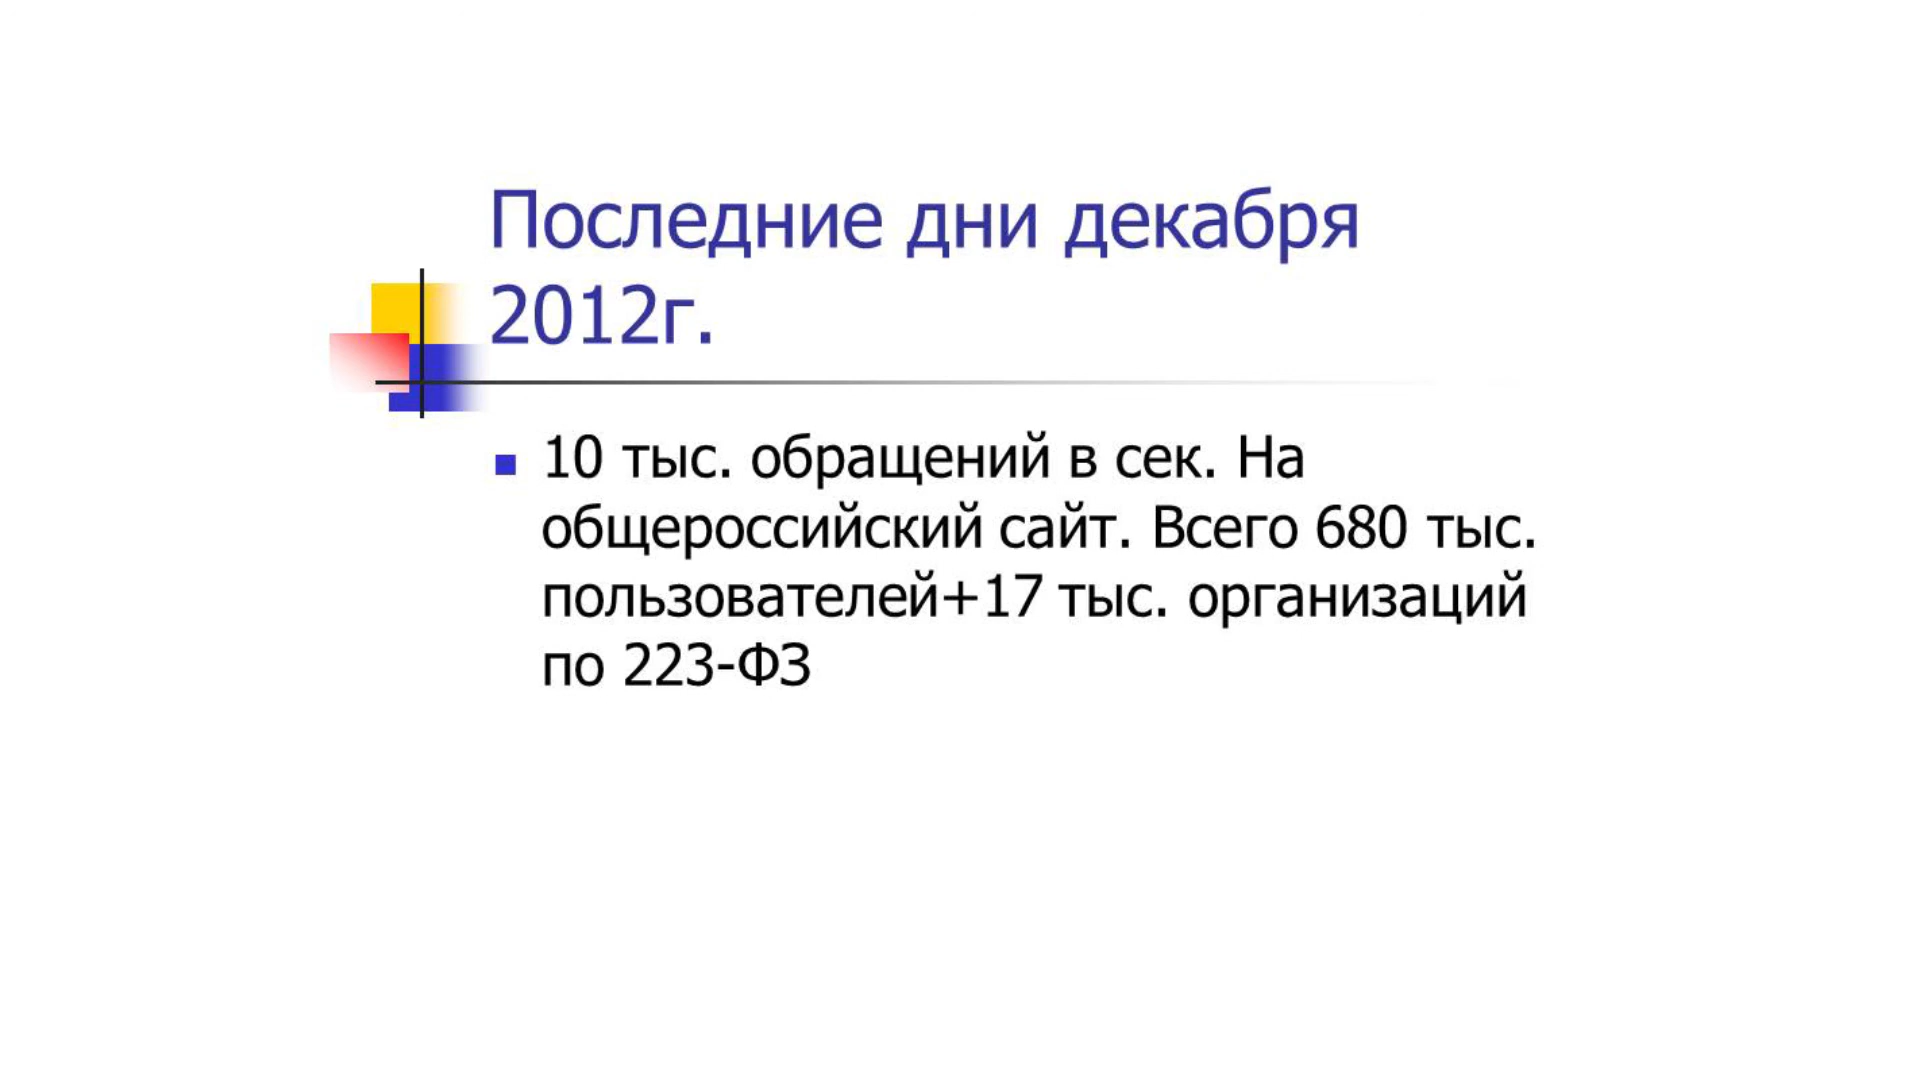 Последние дни декабря
2012г.
10 тыс. обращений в сек. На
общероссийский сайт. Всего 680 тыс.
пользователей+17 тыс. организаций
по 223-ФЗ